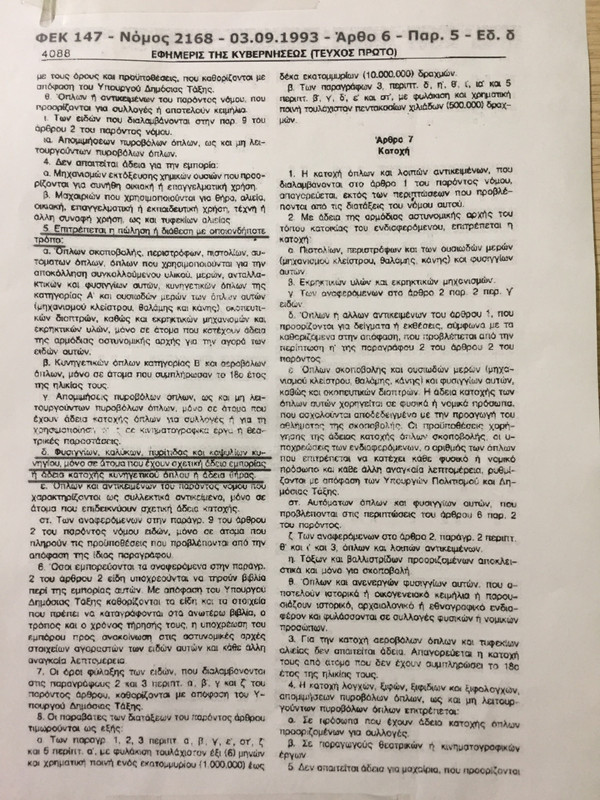 ΦΕΚ 147 - Νόμος 2168 - 03.09.1993 - Άρθο 6 - Παρ. 5 - Εδ. δ
4088
ΕΦΗΜΕΡΙΣ ΤΗΣ ΚΥΒΕΡΝΗΣΕΩΣ (ΤΕΥΧΟΣ ΠΡΩΤΟ)
με τους όρους και προϋποθέσεις, που καθορίζονται με
απόφαση του Υπουργού Δημόσιας Τάξης.
θ. Όπλων ή αντικειμένων του παρόντος νόμου, που
προορίζονται για συλλογές ή αποτελούν κειμήλια.
ι. Των ειδών που διαλαμβάνονται στην παρ. 9 του
άρθρου 2 του παρόντος νόμου.
ια. Απομιμήσεων πυροβόλων όπλων, ως και μη λει-
τουργούντων πυροβόλων όπλων.
4. Δεν απαιτείται άδεια για την εμπορία:
α. Μηχανισμών εκτόξευσης χημικών ουσιών που προο-
ρίζονται για συνήθη οικιακή ή επαγγελματική χρήση.
β. Μαχαιριών που χρησιμοποιούνται για θήρα, αλιεία,
οικιακή, επαγγελματική ή εκπαιδευτική χρήση, τέχνη ή
άλλη συναφή χρήση, ως και τυφεκίων αλιείας.
5. Επιτρέπεται η πώληση ή διάθεση με οποιονδήποτε
τρόπο:
α. Όπλων σκοποβολής, περιστρόφων, πιστολίων, αυ-
τόματων όπλων, όπλων που χρησιμοποιούνται για την
αποκόλληση συγκολλούμενου υλικού, μερών, ανταλλα-
κτικών και φυσιγγίων αυτών, κυνηγετικών όπλων της
κατηγορίας Α' και ουσιωδών μερών των όπλων αυτών
(μηχανισμού κλείστρου, θαλάμης και κάνης) σκοπευτι-
κών διοπτρών, καθώς και εκρηκτικών μηχανισμών και
εκρηκτικών υλών, μόνο σε άτομα που κατέχουν άδεια
της αρμόδιας αστυνομικής αρχής για την αγορά των
ειδών αυτών.
β. Κυνηγετικών όπλων κατηγορίας Β' και αεροβόλων
όπλων, μόνο σε άτομα που συμπλήρωσαν το 18ο έτος
της ηλικίας τους.
γ. Απομιμήσεων πυροβόλων όπλων, ως και μη λει-
τουργούντων πυροβόλων όπλων, μόνο σε άτομα που
έχουν άδεια κατοχής όπλων για συλλογές ή για τη
χρησιμοποίηση τους σε κινηματογραφικά έργα ή θεα-
τρικές παραστάσεις.
δ. Φυσιγγίων, καλύκων, πυρίτιδας και καψυλίων κυ-
νηγίου, μόνο σε άτομα που έχουν σχετική άδεια εμπορίας
ή άδεια κατοχής κυνηγετικού όπλου ή άδεια θήρας.
ε. Όπλων και αντικειμένων του παρόντος νόμου που
χαρακτηρίζονται ως συλλεκτικά αντικείμενα, μόνο σε
άτομα που επιδεικνύουν σχετική άδεια κατοχής.
στ. Των αναφερόμενων στην παράγρ. 9 του άρθρου
2 του παρόντος νόμου ειδών, μόνο σε άτομα που
πληρούν τις προϋποθέσεις που προβλέπονται από την
απόφαση της ίδιας παραγράφου.
6. Όσοι εμπορεύονται τα αναφερόμενα στην παράγρ.
2 του άρθρου 2 είδη υποχρεούνται να τηρούν βιβλία
περί της εμπορίας αυτών. Με απόφαση του Υπουργού
Δημόσιας Τάξης καθορίζονται τα είδη και τα στοιχεία
που πρέπει να καταγράφονται στα ανωτέρω βιβλία, ο
τρόπος και ο χρόνος τήρησής τους, η υποχρέωση του
εμπόρου προς ανακοίνωση στις αστυνομικές αρχές
στοιχείων αγοραστών των ειδών αυτών και κάθε άλλη
αναγκαία λεπτομέρεια
7. Οι όροι φύλαξης των ειδών, που διαλαμβάνονται
στις παραγράφους 2 και 3 περιπτ. α, β, γ και ζ του
παρόντος άρθρου, καθορίζονται με απόφαση του Υ-
πουργού Δημόσιας Τάξης.
8. Οι παραβάτες των διατάξεων του παρόντος άρθρου
τιμωρούνται ως εξής:
α. Των παραγρ. 1, 2, 3 περιπτ. α, β, γ, ε', στ', ζ'
και 5 περίπτ. α', με φυλάκιση τουλάχιστον έξι (6) μηνών
και χρηματική ποινή ενός εκατομμυρίου (1.000.000) έως
δέκα εκατομμυρίων (10.000.000) δραχμών.
β. Των παραγράφων 3, περιπτ. δ, η', θ', ι', ια' και 5
περιπτ. β', γ', δ', ε' και στ', με φυλάκιση και χρηματική
ποινή τουλάχιστον πεντακοσίων χιλιάδων (500.000) δραχ-
μών.
Άρθρο 7
Κατοχή
1. Η κατοχή όπλων και λοιπών αντικειμένων, που
διαλαμβάνονται στο άρθρο 1 του παρόντος νόμου,
απαγορεύεται, εκτός των περιπτώσεων που προβλέ-
πονται από τις διατάξεις του νόμου αυτού.
2. Με άδεια της αρμόδιας αστυνομικής αρχής του
τόπου κατοικίας του ενδιαφερόμενου, επιτρέπεται η
κατοχή:
α. Πιστολίων, περιστρόφων και των ουσιωδών μερών
(μηχανισμού κλείστρου, θαλάμης, κάνης) και φυσιγγίων
αυτών
β. Εκρηκτικών υλών και εκρηκτικών μηχανισμών.
γ. Των αναφερομένων στο άρθρο 2 παρ. 2 περ. γ'
ειδών
δ. Όπλων ή άλλων αντικειμένων του άρθρου 1, που
προορίζονται για δείγματα ή εκθέσεις, σύμφωνα με τα
καθοριζόμενα στην απόφαση, που προβλέπεται από την
περίπτωση η' της παραγράφου 2 του άρθρου 2 του
παρόντος.
ε. Όπλων σκοποβολής και ουσιωδών μερών (μηχα-
νισμού κλείστρου, θαλάμης, κάνης) και φυσιγγίων αυτών,
καθώς και σκοπευτικών διοπτρών. Η άδεια κατοχής των
όπλων αυτών χορηγείται σε φυσικά ή νομικά πρόσωπα,
που ασχολούνται αποδεδειγμένα με την προαγωγή του
αθλήματος της σκοποβολής. Οι προϋποθέσεις χορή-
γησης της άδειας κατοχής όπλων σκοποβολής, οι υ-
ποχρεώσεις των ενδιαφερομένων, ο αριθμός των όπλων
που επιτρέπεται να κατέχει κάθε φυσικό ή νομικό
πρόσωπο και κάθε άλλη αναγκαία λεπτομέρεια, ρυθμί-
ζονται με απόφαση των Υπουργών Πολιτισμού και Δη-
μόσιας Τάξης.
στ. Αυτομάτων όπλων και φυσιγγίων αυτών, που
προβλέπονται στις περιπτώσεις του άρθρου 6 παρ. 2
του παρόντος.
ζ. Των αναφερομένων στο άρθρο 2, παράγρ. 2 περιπτ.
θ' και ι' και 3, όπλων και λοιπών αντικειμένων.
η. Τόξων και βαλλιστρίδων προοριζομένων αποκλει-
στικά και μόνο για σκοποβολή.
θ. Όπλων και ανενεργών φυσιγγίων αυτών, που α-
ποτελούν ιστορικά ή οικογενειακά κειμήλια ή παρου-
σιάζουν ιστορικό, αρχαιολογικό ή εθνογραφικό ενδια-
φέρον και φυλάσσονται σε συλλογές φυσικών ή νομικών
προσώπων.
3. Για την κατοχή αεροβόλων όπλων και τυφεκίων
αλιείας δεν απαιτείται άδεια. Απαγορεύεται η κατοχή
τους από άτομα που δεν έχουν συμπληρώσει το 18ο
έτος της ηλικίας τους.
4. Η κατοχή λογχών, ξιφών, ξιφιδίων και ξιφολογχών,
απομιμήσεων πυροβόλων όπλων, ως και μη λειτουρ-
γούντων πυροβόλων όπλων επιτρέπεται:
α. Σε πρόσωπα που έχουν άδεια κατοχής όπλων
προοριζομένων για συλλογές.
β. Σε παραγωγούς θεατρικών ή κινηματογραφικών
έργων
5. Δεν απαιτείται άδεια για μαχαίρια, που προορίζονται